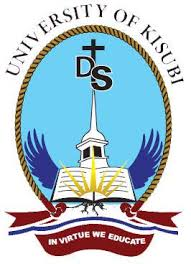 UNIVERSITY OF KISUBI
DS
IN VIRTUE WE EDUCATE